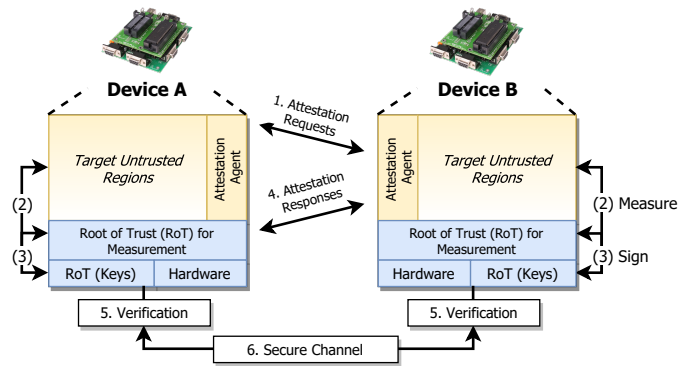 Device A
Device B
1. Attestation
Requests
Target Untrusted
Regions
Attestation
Agent
Attestation
Agent
Target Untrusted
Regions
4. Attestation
Responses
(2)
(2) Measure
Root of Trust (RoT) for
Measurement
Root of Trust (RoT) for
Measurement
(3)
(3) Sign
RoT (Keys)
Hardware
Hardware
RoT (Keys)
5. Verification
5. Verification
6. Secure Channel